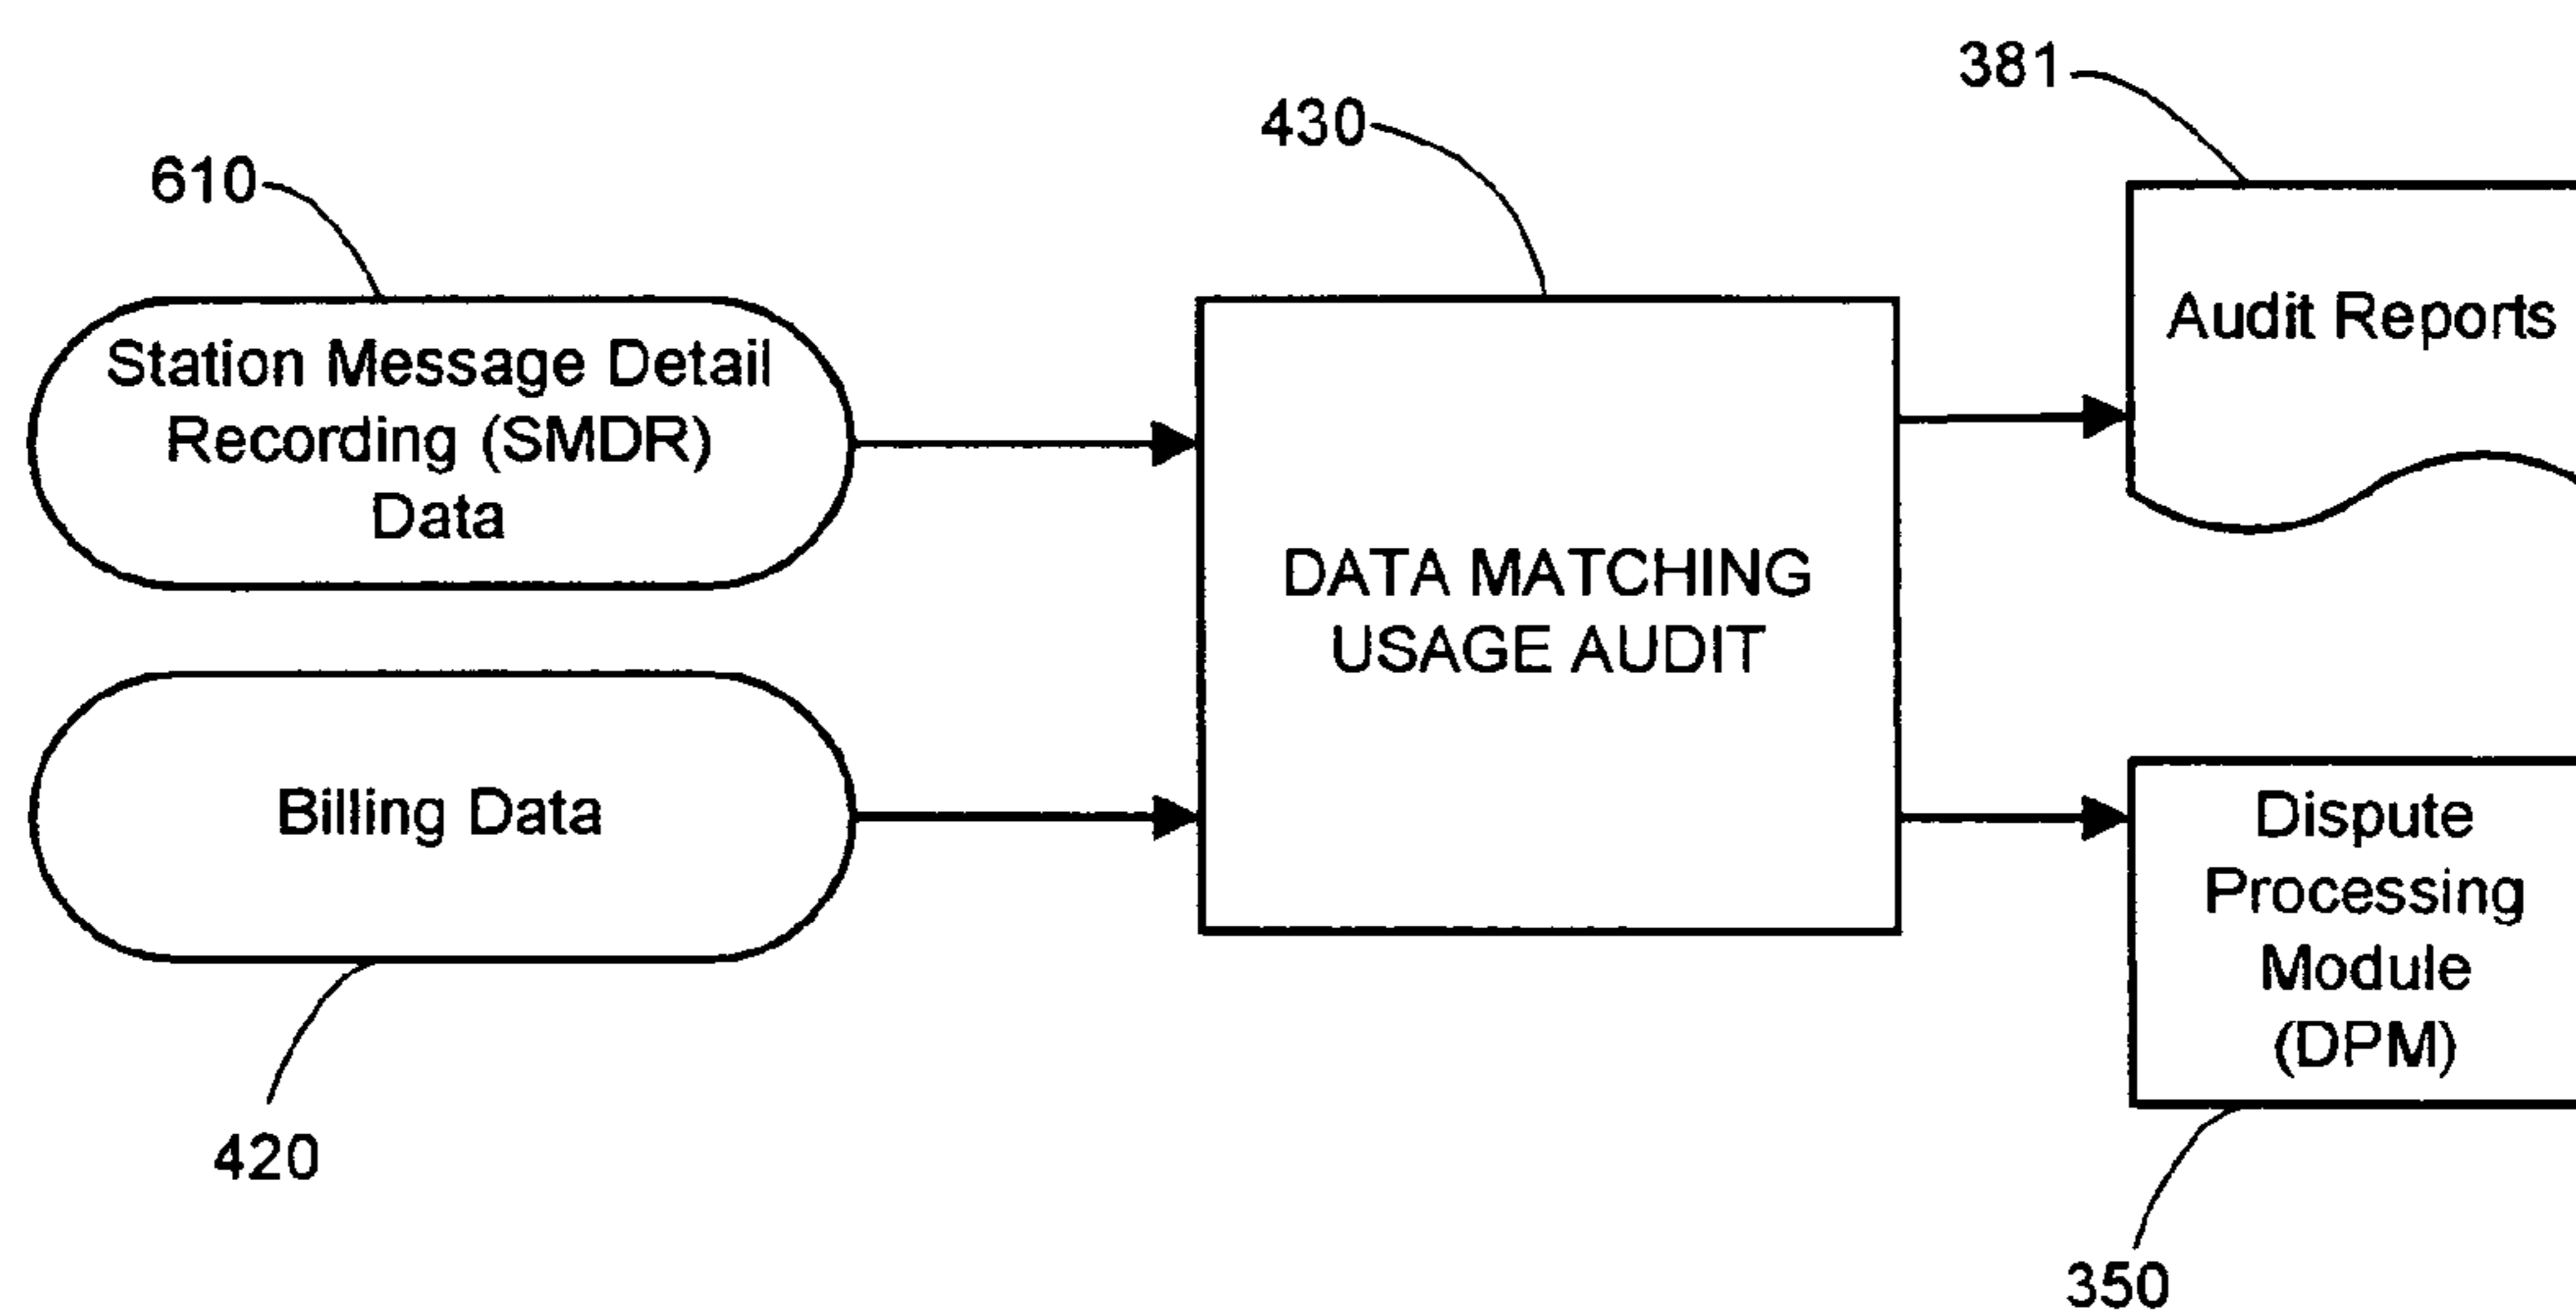 381
430
610
Audit Reports
Station Message Detail
Recording (SMDR)
Data
DATA MATCHING
USAGE AUDIT
Billing Data
Dispute
Processing
Module
(DPM)
420
350